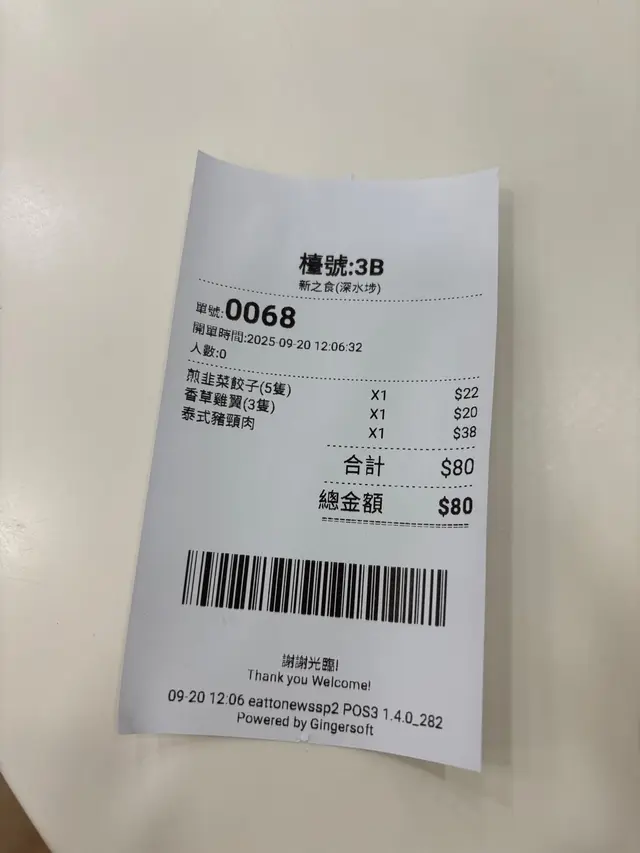 檯號:3B
新之食(深水埗)
單號:0068
開單時間:2025-09-20 12:06:32
人數:0
煎韭菜餃子(5隻) X1 $22
香草雞翼(3隻) X1 $20
泰式豬頸肉 X1 $38
合計 $80
總金額 $80
謝謝光臨!
Thank you Welcome!
09-20 12:06 eattonewssp2 POS3 1.4.0_282
Powered by Gingersoft